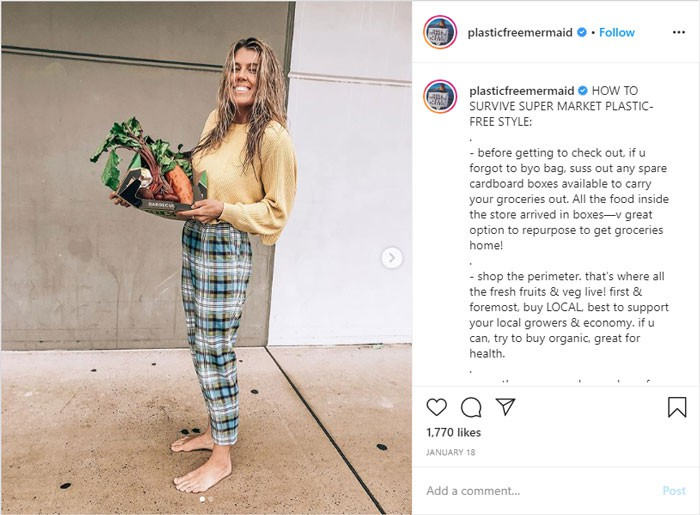 plasticfreemermaid • Follow
plasticfreemermaid HOW TO
SURVIVE SUPER MARKET PLASTIC-
FREE STYLE:
.
- before getting to check out, if u
forgot to byo bag, suss out any spare
cardboard boxes available to carry
your groceries out. All the food inside
the store arrived in boxes—v great
option to repurpose to get groceries
home!
.
- shop the perimeter. that's where all
the fresh fruits & veg live! first &
foremost, buy LOCAL, best to support
your local growers & economy. if u
can, try to buy organic, great for
health.
.
1,770 likes
JANUARY 18
Add a comment... Post